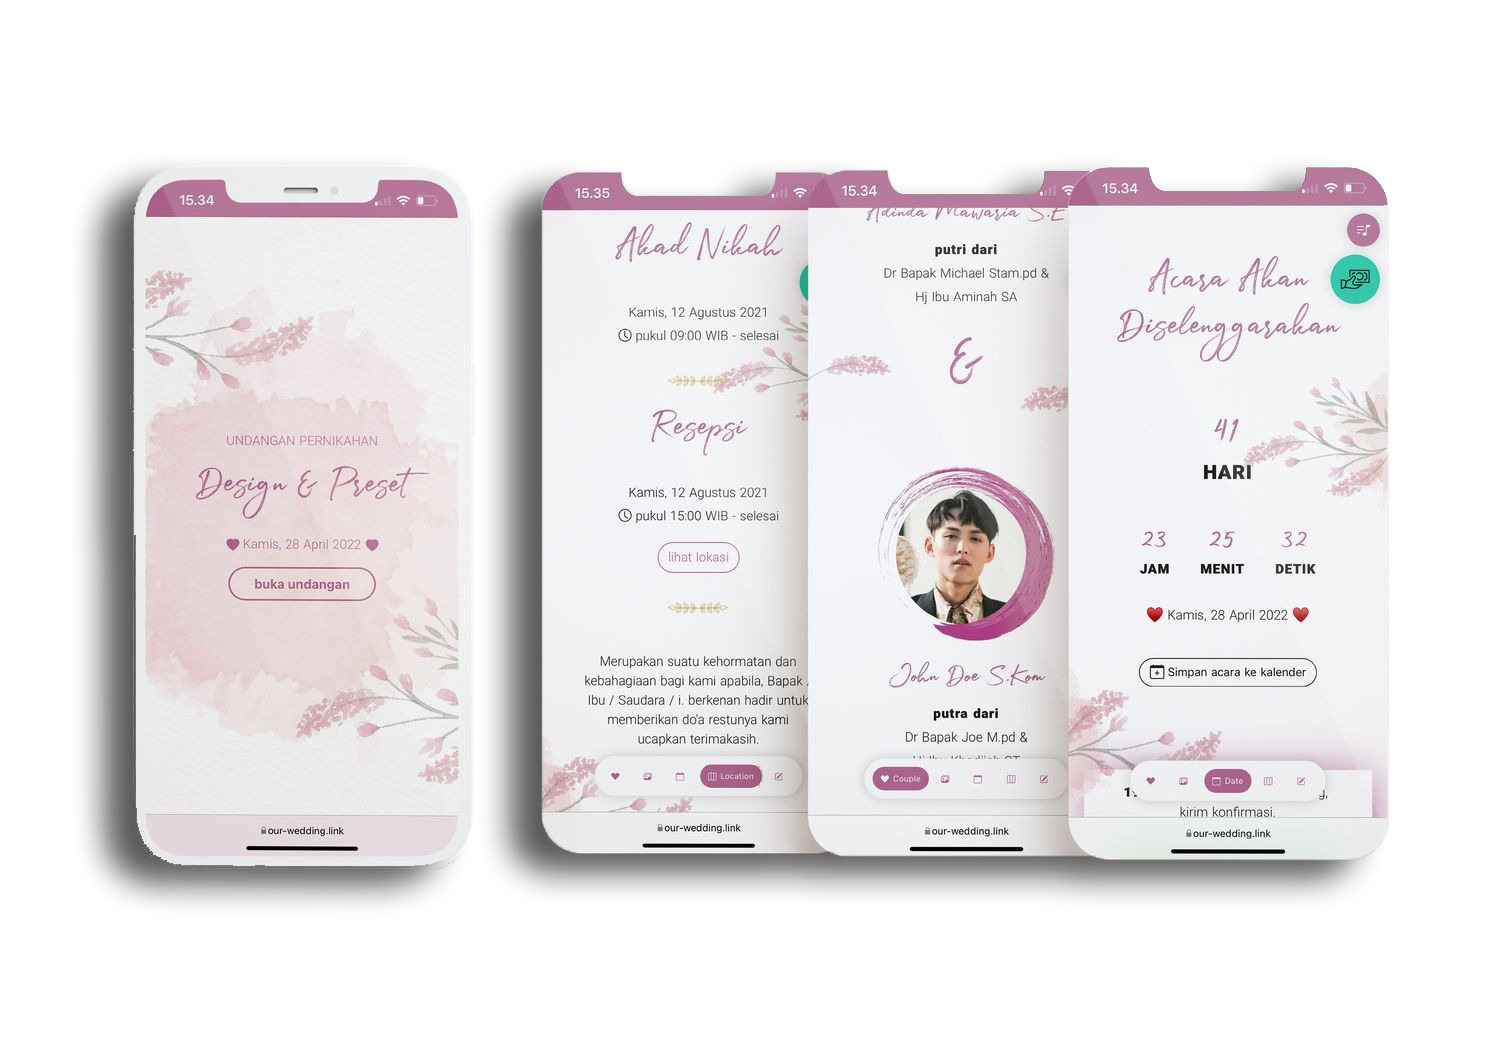 15.34
UNDANGAN PERNIKAHAN
Design & Preset
Kamis, 28 April 2022
buka undangan
our-wedding.link
15.35
Akad Nikah
Kamis, 12 Agustus 2021
pukul 09:00 WIB - selesai
Resepsi
Kamis, 12 Agustus 2021
pukul 15:00 WIB - selesai
lihat lokasi
Merupakan suatu kehormatan dan
kebahagiaan bagi kami apabila, Bapak /
Ibu / Saudara / i. berkenan hadir untuk
memberikan do'a restunya kami
ucapkan terimakasih.
Location
our-wedding.link
15.34
Adinda Mawaria S.E
putri dari
Dr Bapak Michael Stam.pd &
Hj Ibu Aminah SA
&
John Doe S.Kom
putra dari
Dr Bapak Joe M.pd &
Hj Ibu
Couple
our-wedding.link
15.34
Acara Akan
Diselenggarakan
41
HARI
23 25 32
JAM MENIT DETIK
Kamis, 28 April 2022
Simpan acara ke kalender
Date
kirim konfirmasi.
our-wedding.link